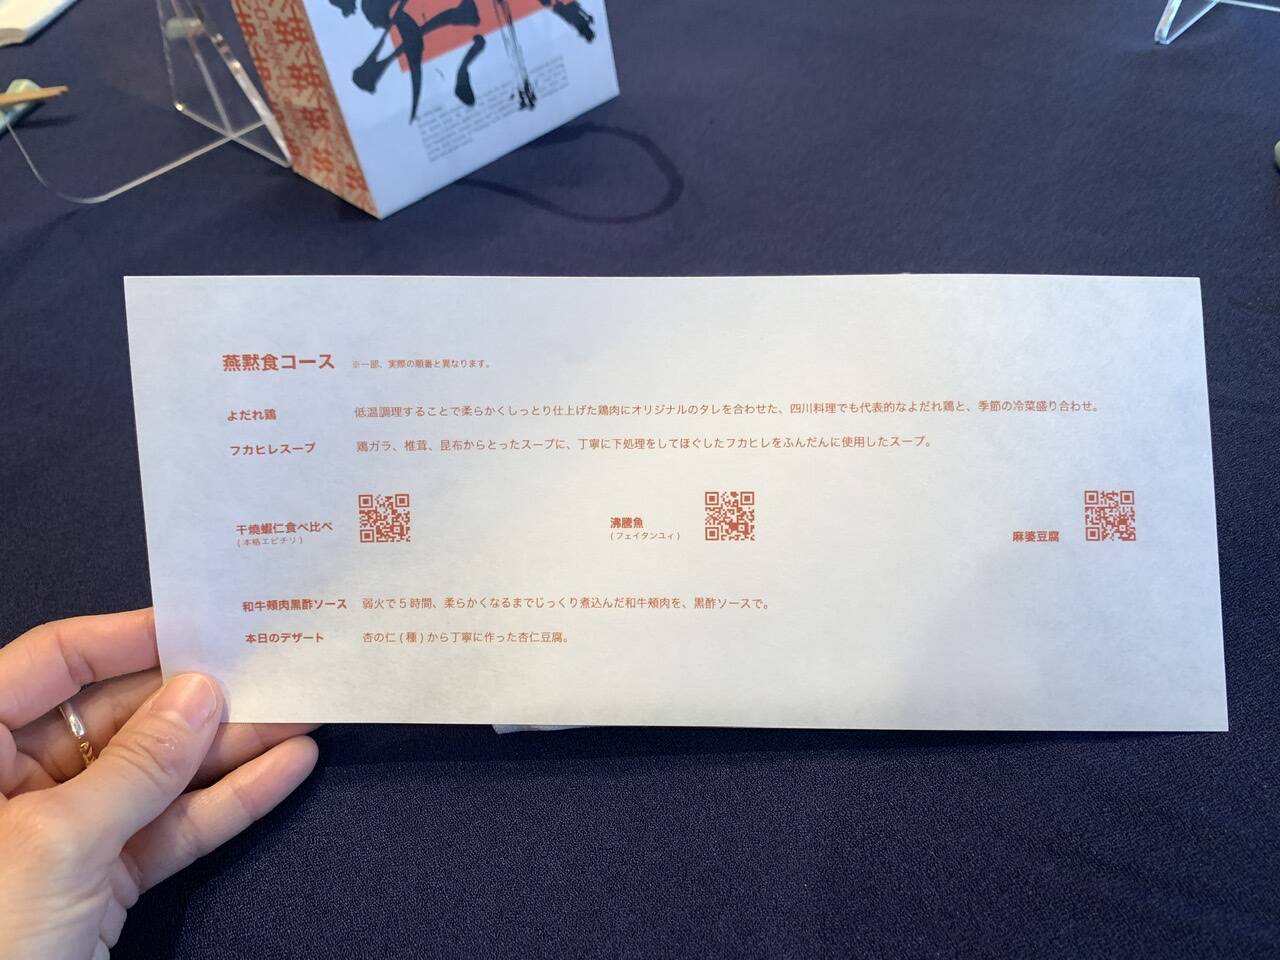 燕黙食コース ※一部、実際の順番と異なります。
よだれ鶏 低温調理することで柔らかくしっとり仕上げた鶏肉にオリジナルのタレを合わせた、四川料理でも代表的なよだれ鶏と、季節の冷菜盛り合わせ。
フカヒレスープ 鶏ガラ、椎茸、昆布からとったスープに、丁寧に下処理をしてほぐしたフカヒレをふんだんに使用したスープ。
干焼蝦仁食べ比べ
(本格エビチリ)
沸騰魚
(フェイタンユィ)
麻婆豆腐
和牛頬肉黒酢ソース 弱火で5時間、柔らかくなるまでじっくり煮込んだ和牛頬肉を、黒酢ソースで。
本日のデザート 杏の仁(種)から丁寧に作った杏仁豆腐。